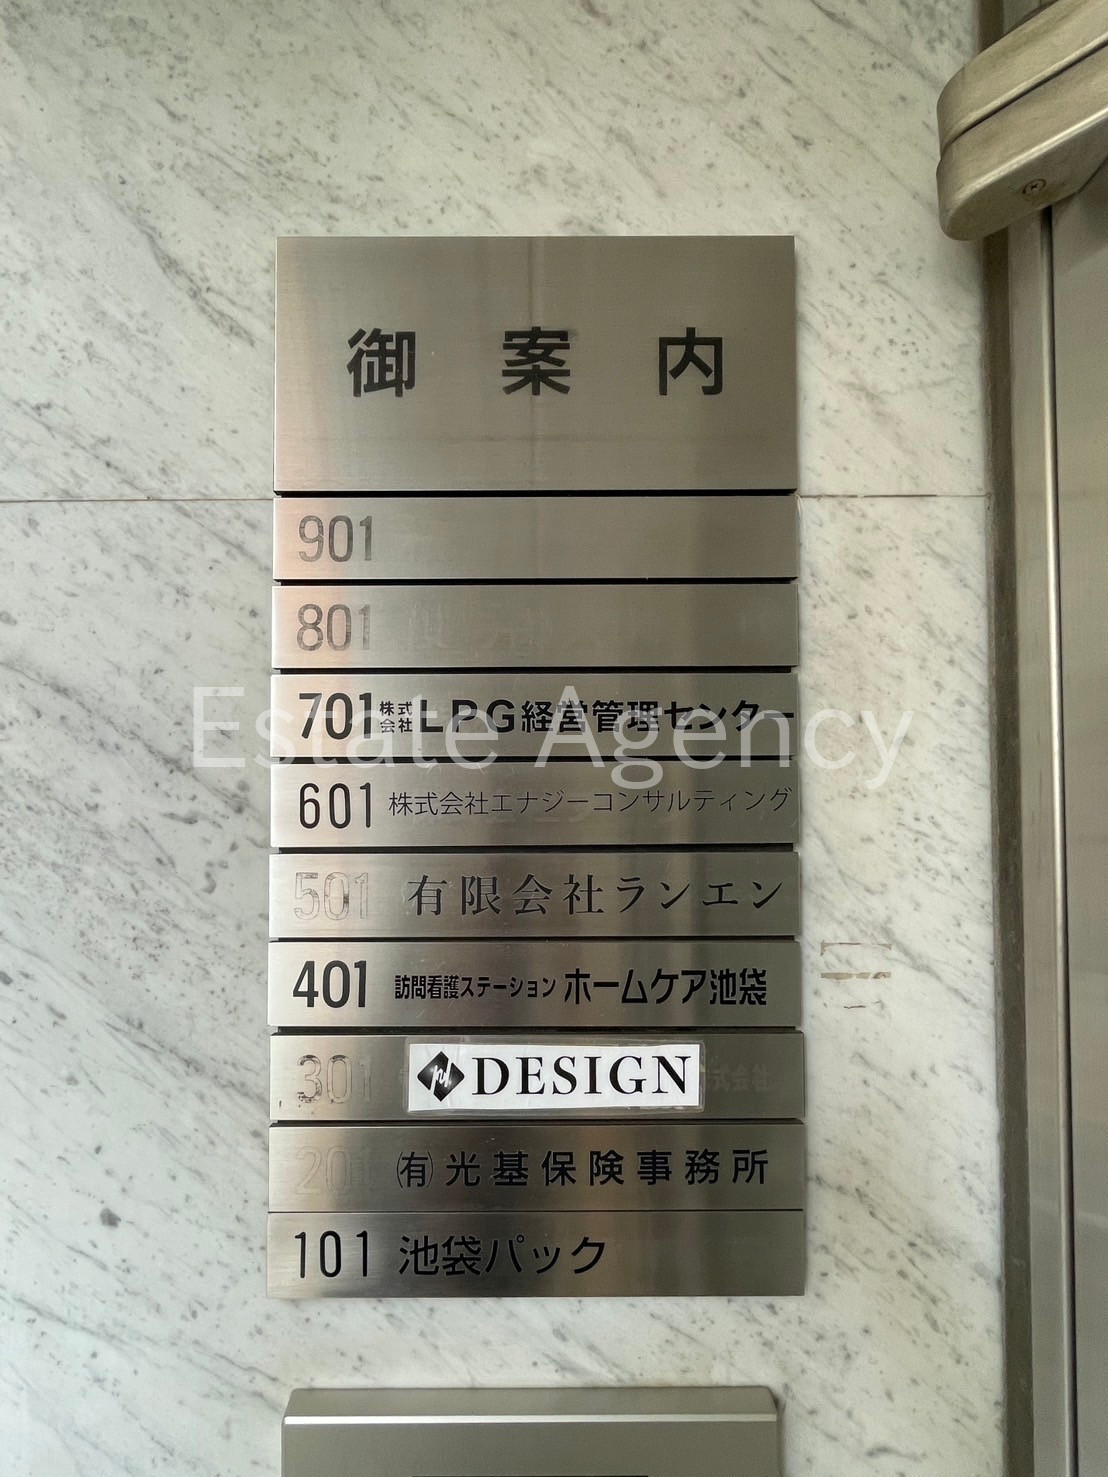 御案内
901
801
701 株式会社LPG経営管理センター
Estate Agency
601 株式会社エナジーコンサルティング
501 有限会社ランエン
401 訪問看護ステーション ホームケア池袋
301 DESIGN
201 (有)光基保険事務所
101 池袋パック